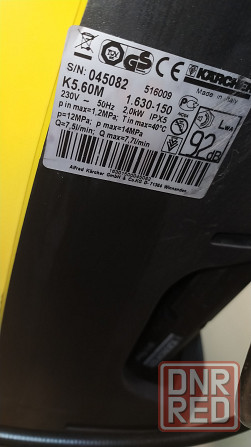 KÄRCHER
Made in Italy
S/N: 045082 516009
K5.60M 1.630-150
230V ~ 50Hz 2.0kW IPX5
p in max=1,2MPa T in max=40°C
p=12MPa; p max=14MPa
Q=7.5l/min; Q max=7,7l/min
Alfred Kärcher GmbH & Co.KG D- 71364 Winnenden
LWA
92dB
DNR
RED